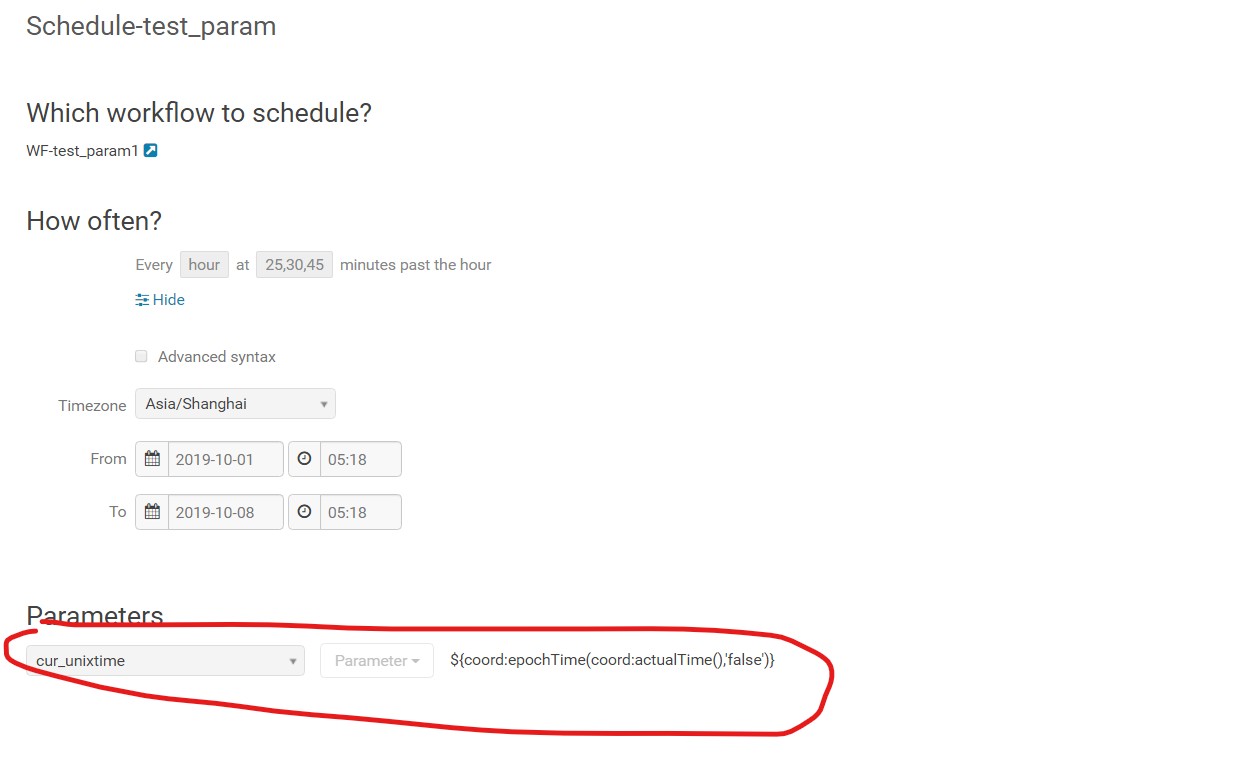 Schedule-test_param
Which workflow to schedule?
WF-test_param1
How often?
Every hour at 25,30,45 minutes past the hour
Hide
Advanced syntax
Timezone Asia/Shanghai
From 2019-10-01 05:18
To 2019-10-08 05:18
Parameters
cur_unixtime Parameter ${coord:epochTime(coord:actualTime(),'false')}